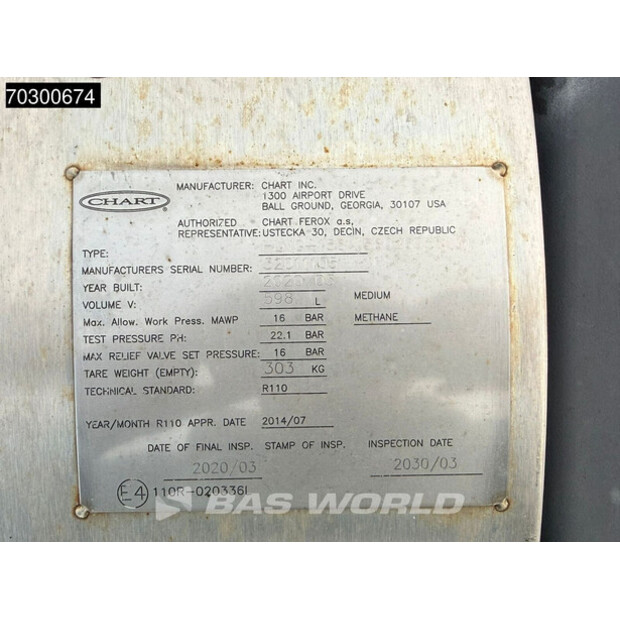 70300674
CHART
MANUFACTURER: CHART INC.
1300 AIRPORT DRIVE
BALL GROUND, GEORGIA, 30107 USA
AUTHORIZED CHART FEROX a.s,
REPRESENTATIVE: USTECKA 30, DECIN, CZECH REPUBLIC
TYPE:
MANUFACTURERS SERIAL NUMBER:
YEAR BUILT:
VOLUME V: 598 L MEDIUM
Max. Allow. Work Press. MAWP 16 BAR METHANE
TEST PRESSURE PH: 22.1 BAR
MAX RELIEF VALVE SET PRESSURE: 16 BAR
TARE WEIGHT (EMPTY): 303 KG
TECHNICAL STANDARD: R110
YEAR/MONTH R110 APPR. DATE 2014/07
DATE OF FINAL INSP. STAMP OF INSP. INSPECTION DATE
2020/03 2030/03
E4 110R-020336I
BAS WORLD